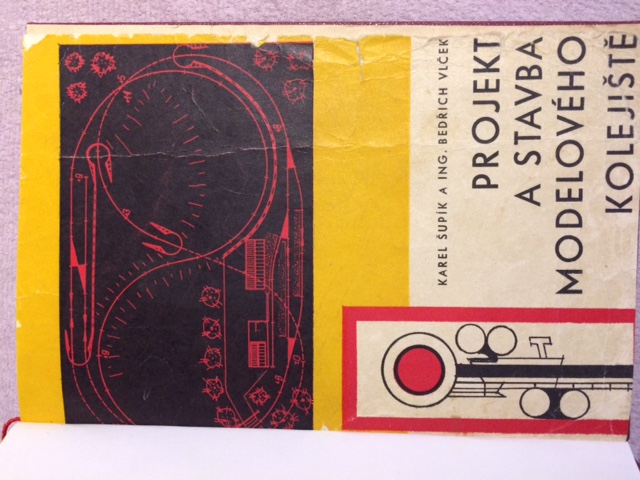 KAREL ŠUPÍK A ING. BEDŘICH VLČEK
PROJEKT
A STAVBA
MODELOVÉHO
KOLEJIŠTĚ